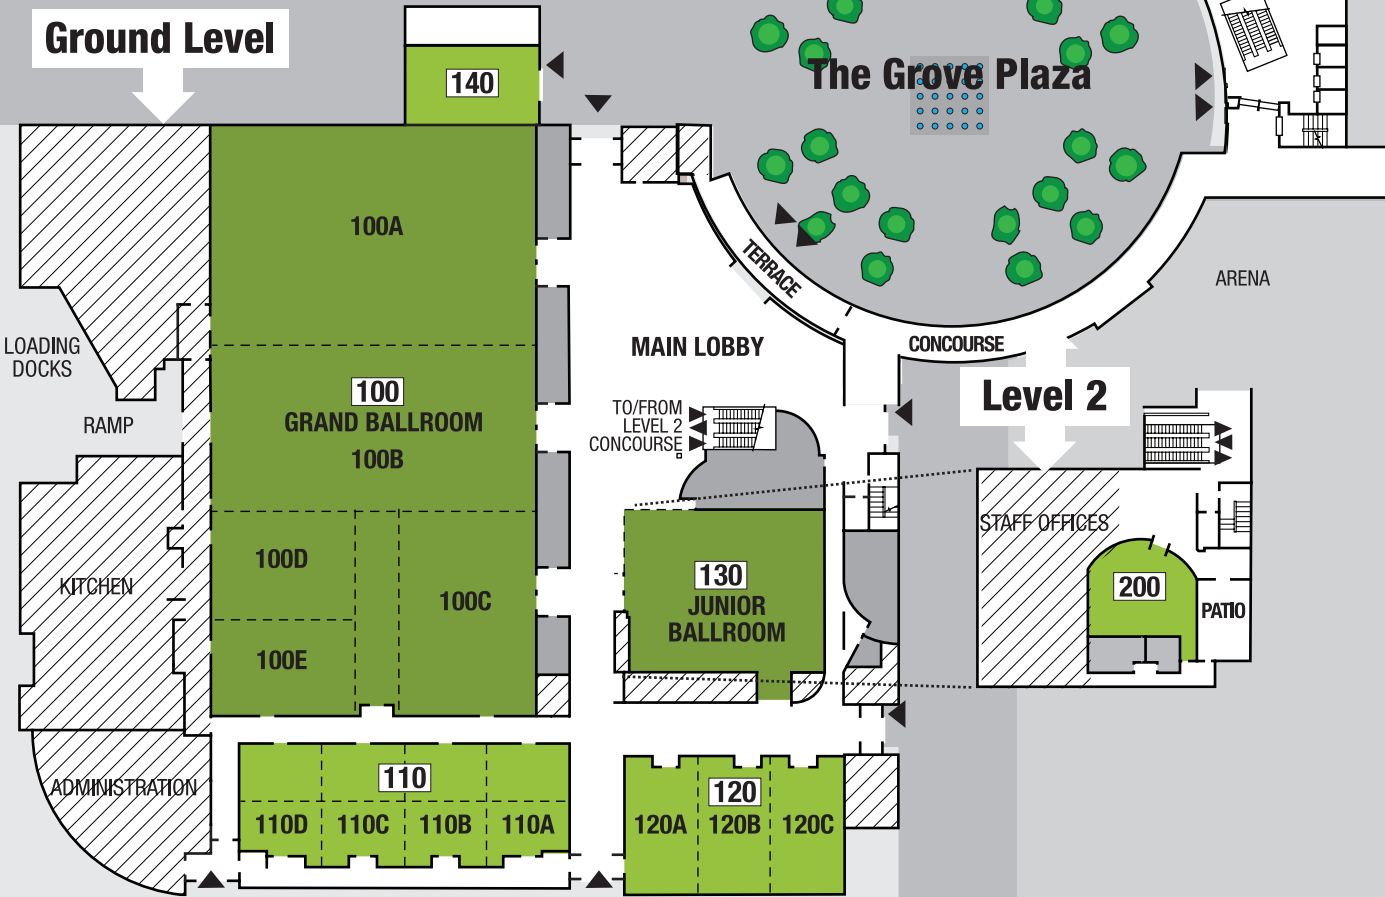 Ground Level
140
The Grove Plaza
100A
TERRACE
ARENA
LOADING
DOCKS
MAIN LOBBY
CONCOURSE
100
GRAND BALLROOM
100B
RAMP
TO/FROM
LEVEL 2
CONCOURSE
Level 2
STAFF OFFICES
100D
100C
100E
KITCHEN
130
JUNIOR
BALLROOM
200
PATIO
ADMINISTRATION
110
110D
110C
110B
110A
120
120A
120B
120C